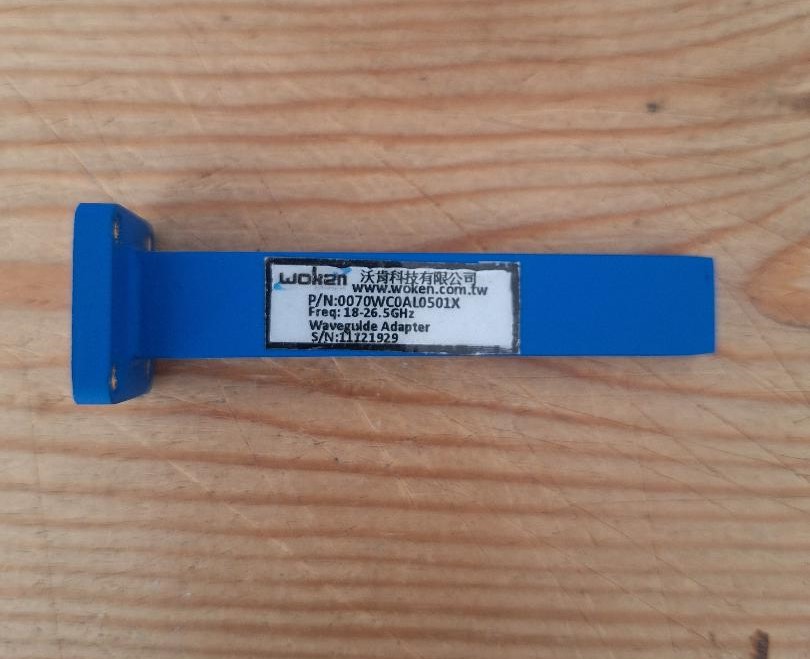 woken 沃肯科技有限公司
www.woken.com.tw
P/N:0070WC0AL0501X
Freq: 18-26.5GHz
Waveguide Adapter
S/N:11121929